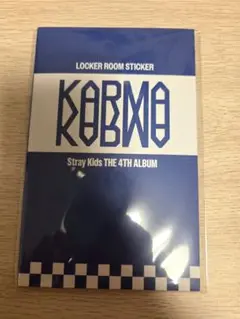 LOCKER ROOM STICKER
KARMA
Stray Kids THE 4TH ALBUM